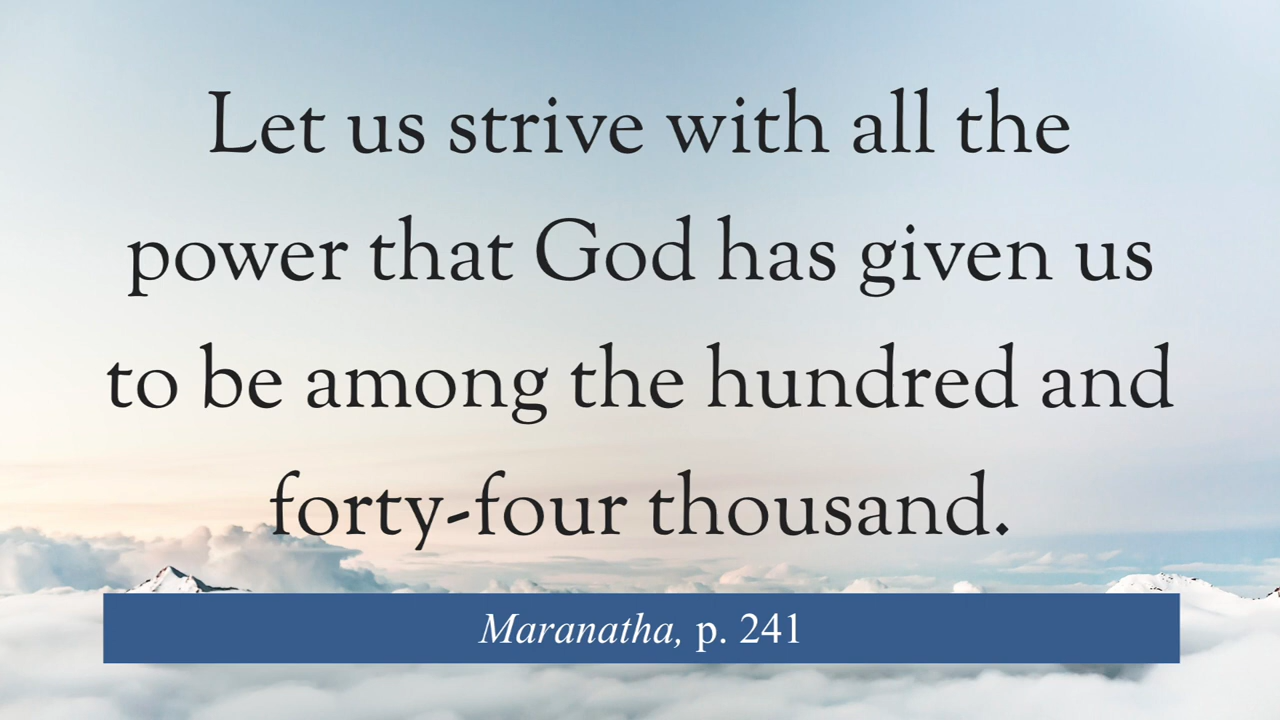 Let us strive with all the
power that God has given us
to be among the hundred and
forty-four thousand.
Maranatha, p. 241